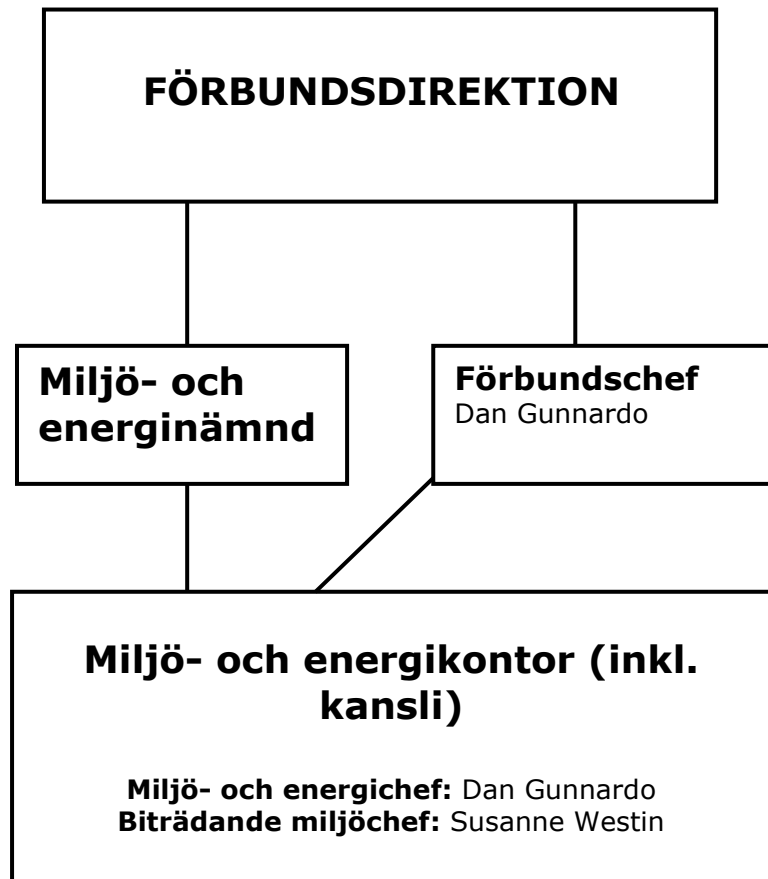 FÖRBUNDSDIREKTION
Miljö- och
energinämnd
Förbundschef
Dan Gunnardo
Miljö- och energikontor (inkl.
kansli)
Miljö- och energichef: Dan Gunnardo
Biträdande miljöchef: Susanne Westin